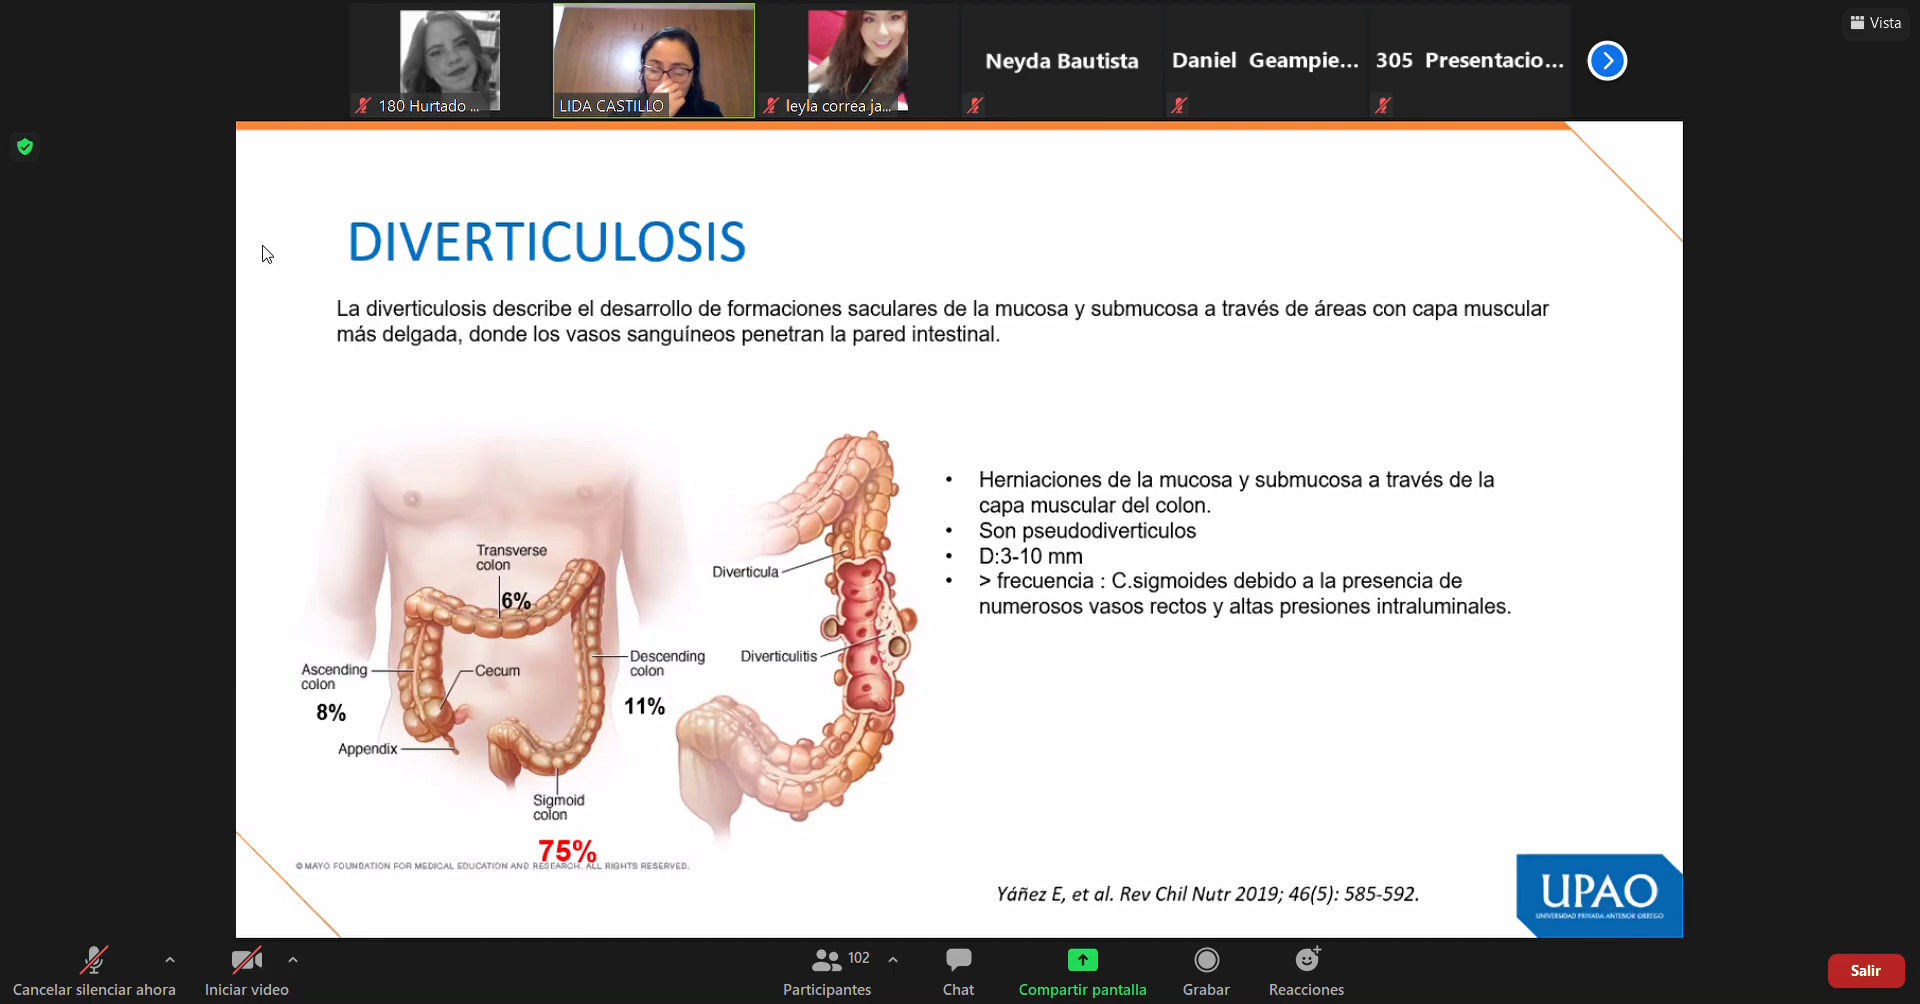 Vista
180 Hurtado ...
LIDA CASTILLO
leyla correa ja...
Neyda Bautista
Daniel Geampie...
305 Presentacio...
DIVERTICULOSIS
La diverticulosis describe el desarrollo de formaciones saculares de la mucosa y submucosa a través de áreas con capa muscular
más delgada, donde los vasos sanguíneos penetran la pared intestinal.
Transverse
colon
6%
Ascending
colon
8%
Cecum
Descending
colon
11%
Appendix
Sigmoid
colon
75%
Diverticula
Diverticulitis
• Herniaciones de la mucosa y submucosa a través de la
capa muscular del colon.
• Son pseudodiverticulos
• D:3-10 mm
• > frecuencia : C.sigmoides debido a la presencia de
numerosos vasos rectos y altas presiones intraluminales.
© MAYO FOUNDATION FOR MEDICAL EDUCATION AND RESEARCH. ALL RIGHTS RESERVED.
Yáñez E, et al. Rev Chil Nutr 2019; 46(5): 585-592.
UPAO
UNIVERSIDAD PRIVADA ANTENOR ORREGO
Cancelar silenciar ahora
Iniciar video
102
Participantes
Chat
Compartir pantalla
Grabar
Reacciones
Salir